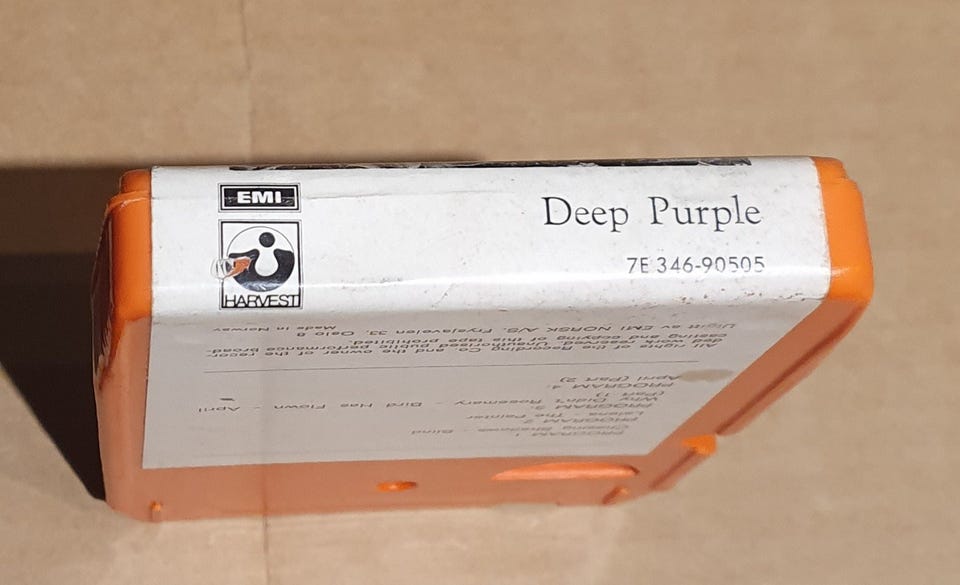 EMI
HARVEST
Deep Purple
7E 346-90505
PROGRAM 1.
Chasing Shadows - Blind
PROGRAM 2.
Lalena - The Painter
PROGRAM 3.
Why Didn't Rosemary - Bird Has Flown - April
(Part 1)
PROGRAM 4.
April (Part 2)
All rights of the Recording Co. and the owner of the recor-
ded work reserved. Unauthorised public performance broad-
casting and copying of this tape prohibited.
Utgitt av EMI NORSK A/S, Frysjaveien 33, Oslo 8
Made in Norway